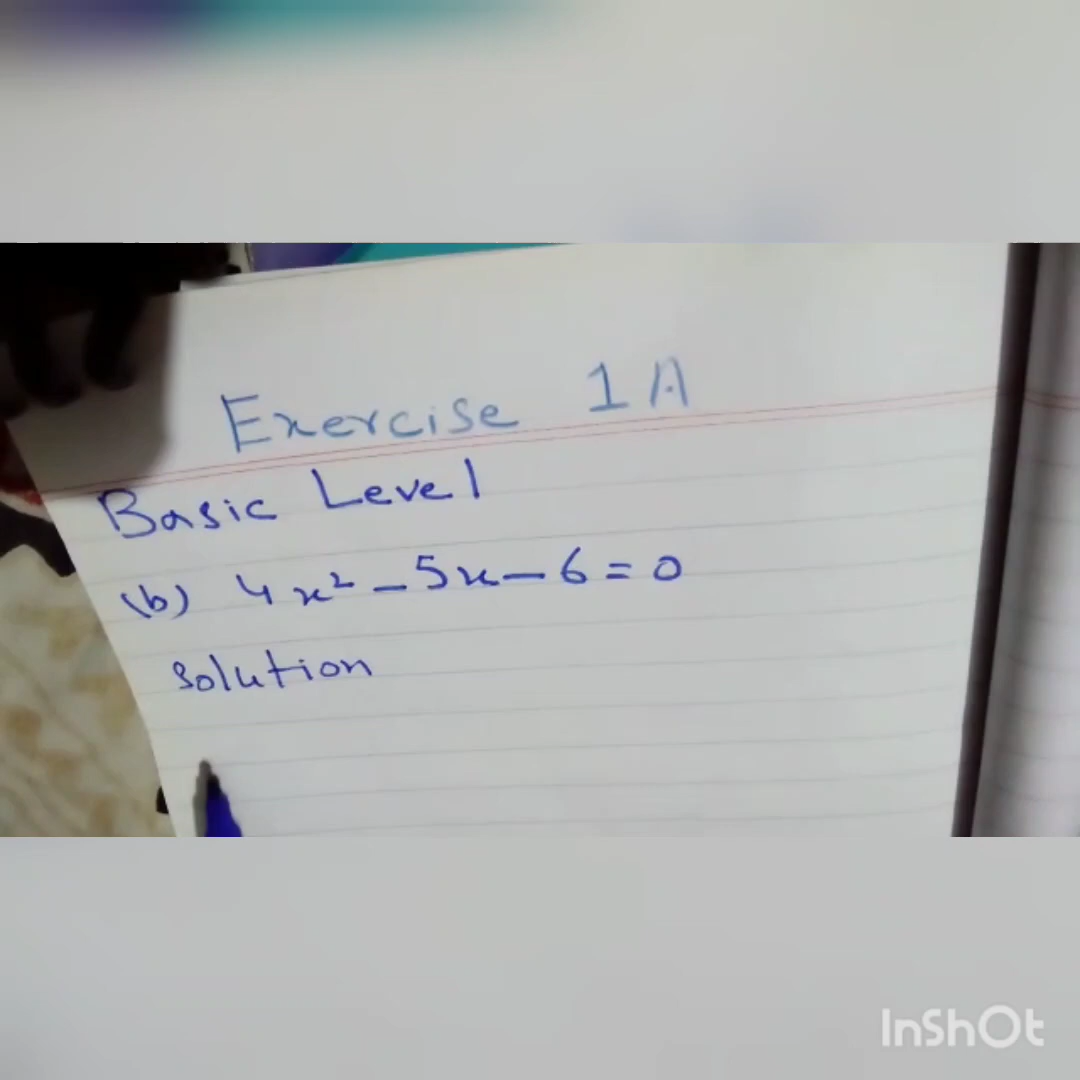 Exercise 1A
Basic Level
(b) 4x² - 5x - 6 = 0
Solution
InShOt